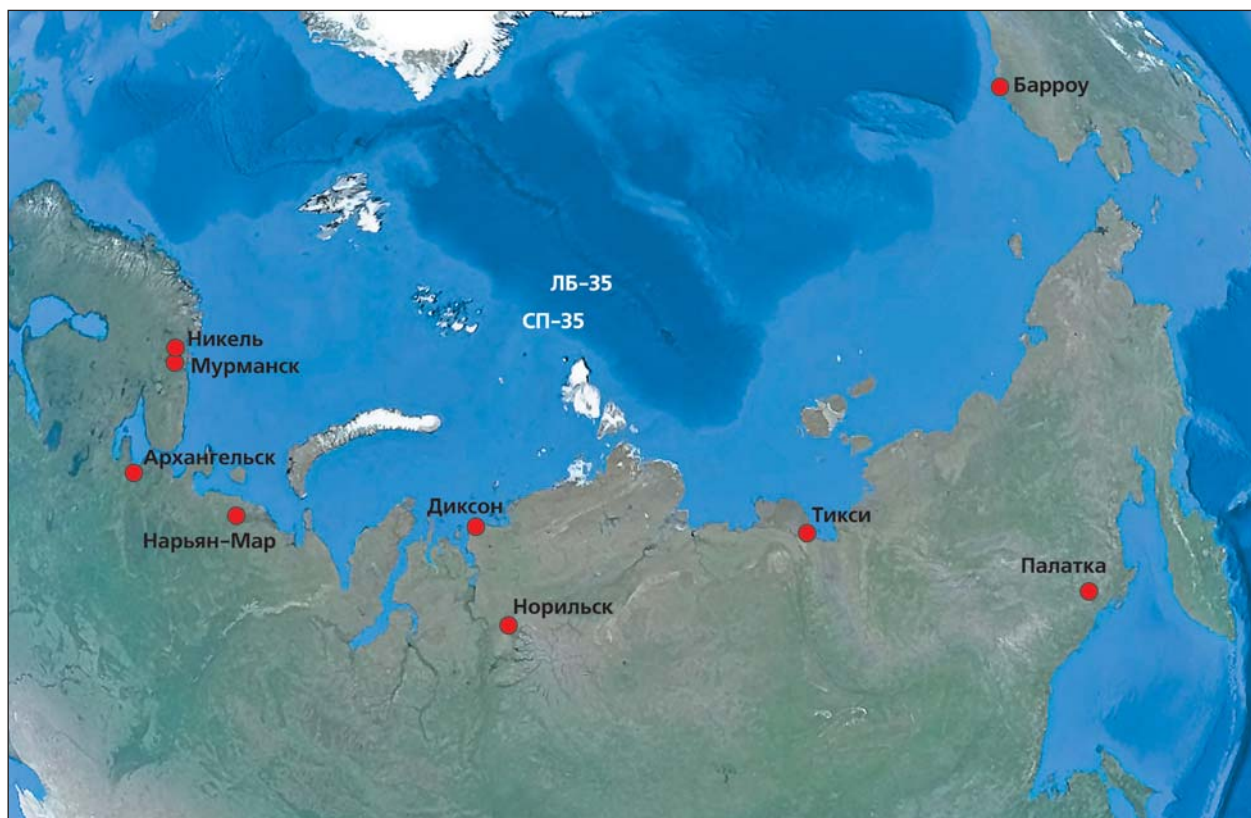 Барроу
ЛБ-35
СП-35
Никель
Мурманск
Архангельск
Диксон
Тикси
Нарьян-Мар
Палатка
Норильск